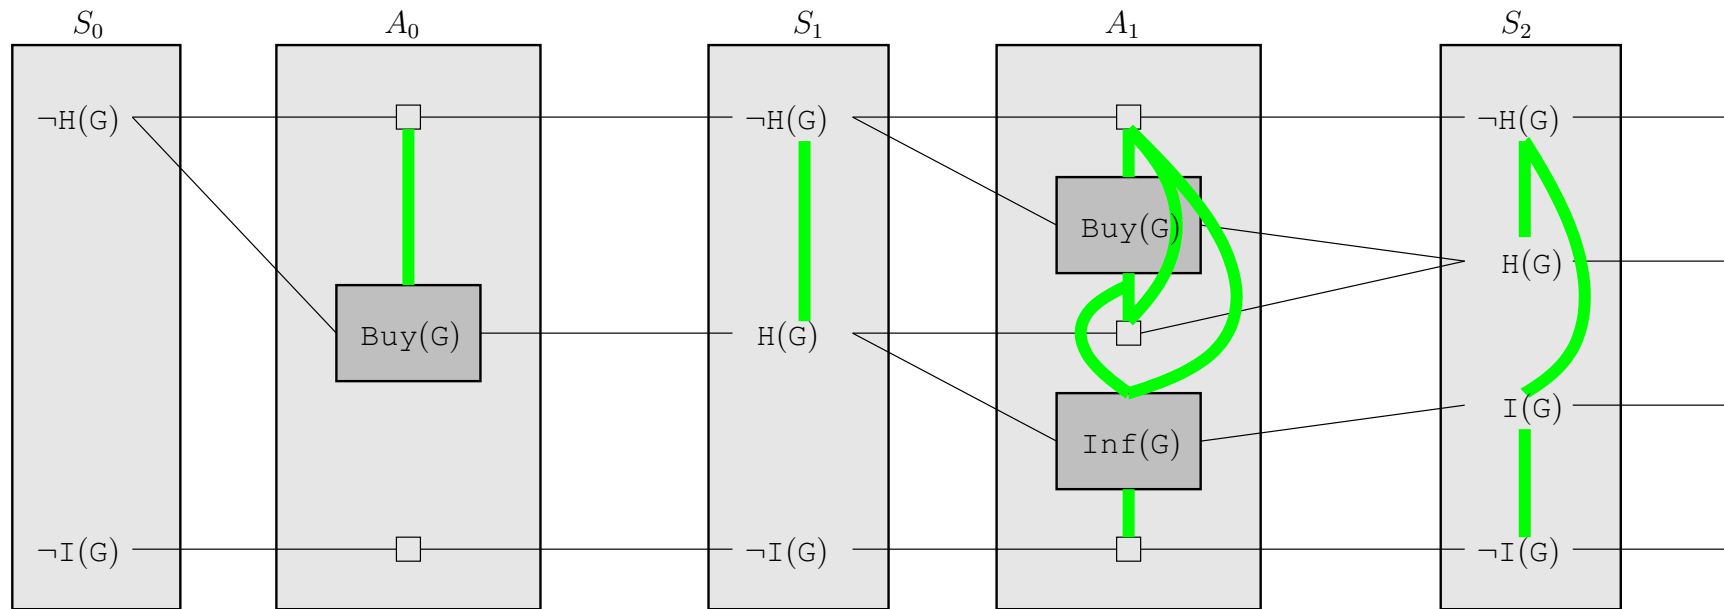 S₀ A₀ S₁ A₁ S₂
¬H(G) ¬H(G) ¬H(G)
Buy(G)
H(G)
Buy(G) H(G)
I(G)
Inf(G)
¬I(G) ¬I(G) ¬I(G)